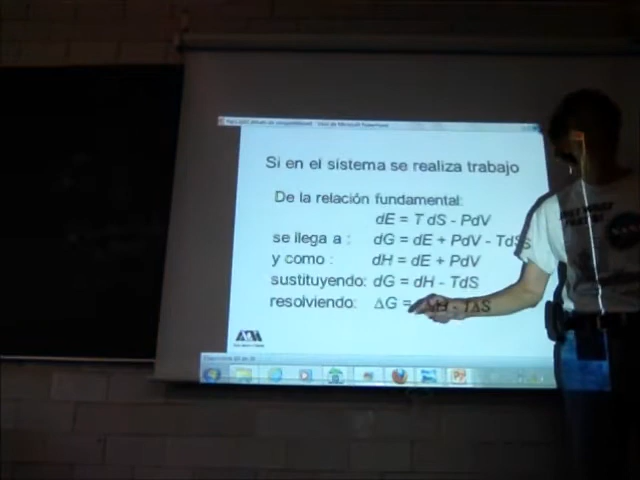 Si en el sistema se realiza trabajo
De la relación fundamental:
dE = T dS - PdV
se llega a : dG = dE + PdV - TdS
y como : dH = dE + PdV
sustituyendo: dG = dH - TdS
resolviendo: ΔG = ΔH - TΔS